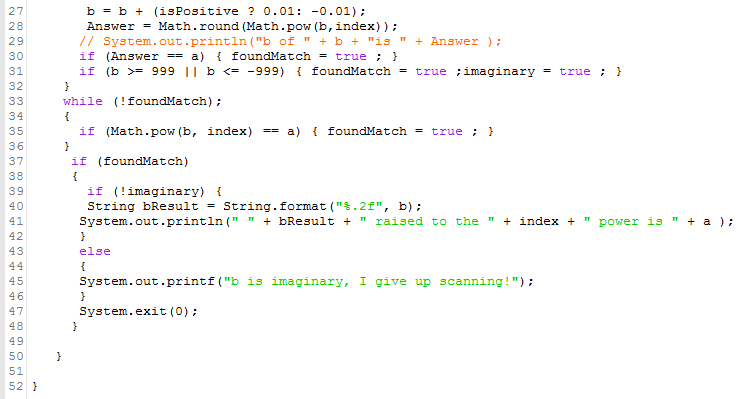 27 b = b + (isPositive ? 0.01: -0.01);
28 Answer = Math.round(Math.pow(b,index));
29 // System.out.println("b of " + b + "is " + Answer );
30 if (Answer == a) { foundMatch = true ; }
31 if (b >= 999 || b <= -999) { foundMatch = true ;imaginary = true ; }
32 }
33 while (!foundMatch);
34 {
35 if (Math.pow(b, index) == a) { foundMatch = true ; }
36 }
37 if (foundMatch)
38 {
39 if (!imaginary) {
40 String bResult = String.format("%.2f", b);
41 System.out.println(" " + bResult + " raised to the " + index + " power is " + a );
42 }
43 else
44 {
45 System.out.printf("b is imaginary, I give up scanning!");
46 }
47 System.exit(0);
48 }
49
50 }
51
52 }